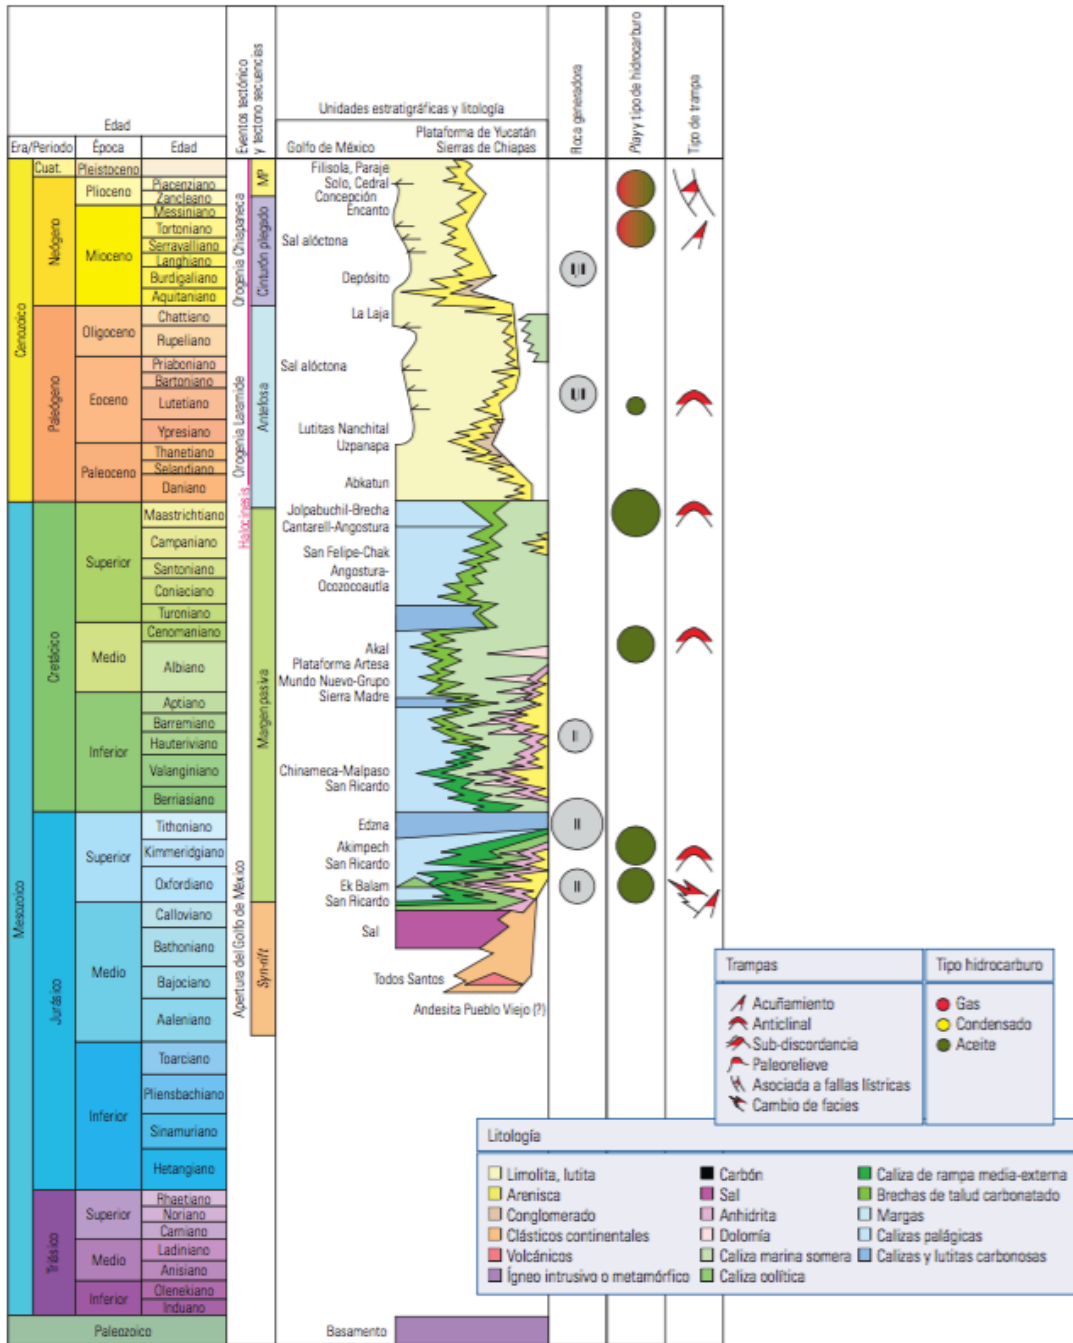 Edad
Era/Periodo
Época
Edad
Eventos tectónico
y tectono secuencias
Unidades estratigráficas y litología
Golfo de México
Plataforma de Yucatán
Sierras de Chiapas
Roca generadora
Play y tipo de hidrocarburo
Tipo de trampa
Cenozoico
Mesozoico
Paleozoico
Cuat.
Neógeno
Paleógeno
Cretácico
Jurásico
Triásico
Pleistoceno
Plioceno
Mioceno
Oligoceno
Eoceno
Paleoceno
Superior
Medio
Inferior
Superior
Medio
Inferior
Superior
Medio
Inferior
Piacenziano
Zancleano
Messiniano
Tortoniano
Serravalliano
Langhiano
Burdigaliano
Aquitaniano
Chattiano
Rupeliano
Priaboniano
Bartoniano
Lutetiano
Ypresiano
Thanetiano
Selandiano
Daniano
Maastrichtiano
Campaniano
Santoniano
Coniaciano
Turoniano
Cenomaniano
Albiano
Aptiano
Barremiano
Hauteriviano
Valanginiano
Berriasiano
Tithoniano
Kimmeridgiano
Oxfordiano
Calloviano
Bathoniano
Bajociano
Aaleniano
Toarciano
Pliensbachiano
Sinamuriano
Hetangiano
Rhaetiano
Noriano
Carniano
Ladiniano
Anisiano
Olenekiano
Induano
Orogenia Chiapaneca
Orogenia Laramide
Halocinesis
Apertura del Golfo de México
MP
Cinturón plegado
Antefosa
Margen pasiva
Syn-rift
Filisola, Paraje
Solo, Cedral
Concepción
Encanto
Sal alóctona
Depósito
La Laja
Sal alóctona
Lutitas Nanchital
Uzpanapa
Abkatun
Jolpabuchil-Brecha
Cantarell-Angostura
San Felipe-Chak
Angostura-
Ocozocoautla
Akal
Plataforma Artesa
Mundo Nuevo-Grupo
Sierra Madre
Chinameca-Malpaso
San Ricardo
Edzna
Akimpech
San Ricardo
Ek Balam
San Ricardo
Sal
Todos Santos
Andesita Pueblo Viejo (?)
Basamento
II
II
II
Trampas
Acuñamiento
Anticlinal
Sub-discordancia
Paleorelieve
Asociada a fallas lístricas
Cambio de facies
Tipo hidrocarburo
Gas
Condensado
Aceite
Litología
Limolita, lutita
Arenisca
Conglomerado
Clásticos continentales
Volcánicos
Ígneo intrusivo o metamórfico
Carbón
Sal
Anhidrita
Dolomía
Caliza marina somera
Caliza oolítica
Caliza de rampa media-externa
Brechas de talud carbonatado
Margas
Calizas palágicas
Calizas y lutitas carbonosas